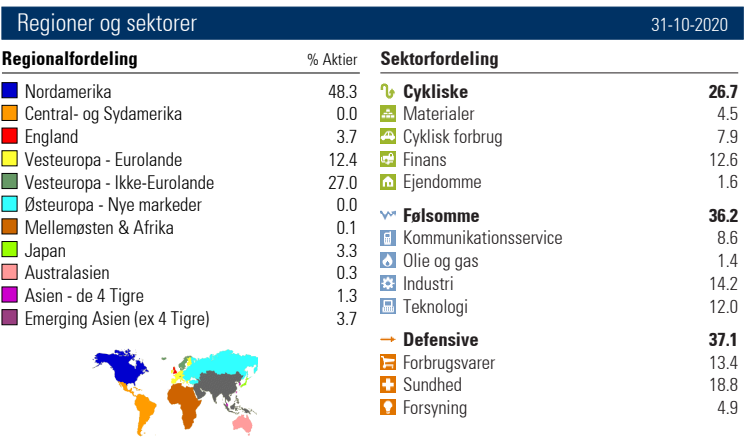 Regioner og sektorer 31-10-2020
Regionalfordeling % Aktier
Nordamerika 48.3
Central- og Sydamerika 0.0
England 3.7
Vesteuropa - Eurolande 12.4
Vesteuropa - Ikke-Eurolande 27.0
Østeuropa - Nye markeder 0.0
Mellemøsten & Afrika 0.1
Japan 3.3
Australasien 0.3
Asien - de 4 Tigre 1.3
Emerging Asien (ex 4 Tigre) 3.7
Sektorfordeling
Cykliske 26.7
Materialer 4.5
Cyklisk forbrug 7.9
Finans 12.6
Ejendomme 1.6
Følsomme 36.2
Kommunikationsservice 8.6
Olie og gas 1.4
Industri 14.2
Teknologi 12.0
Defensive 37.1
Forbrugsvarer 13.4
Sundhed 18.8
Forsyning 4.9